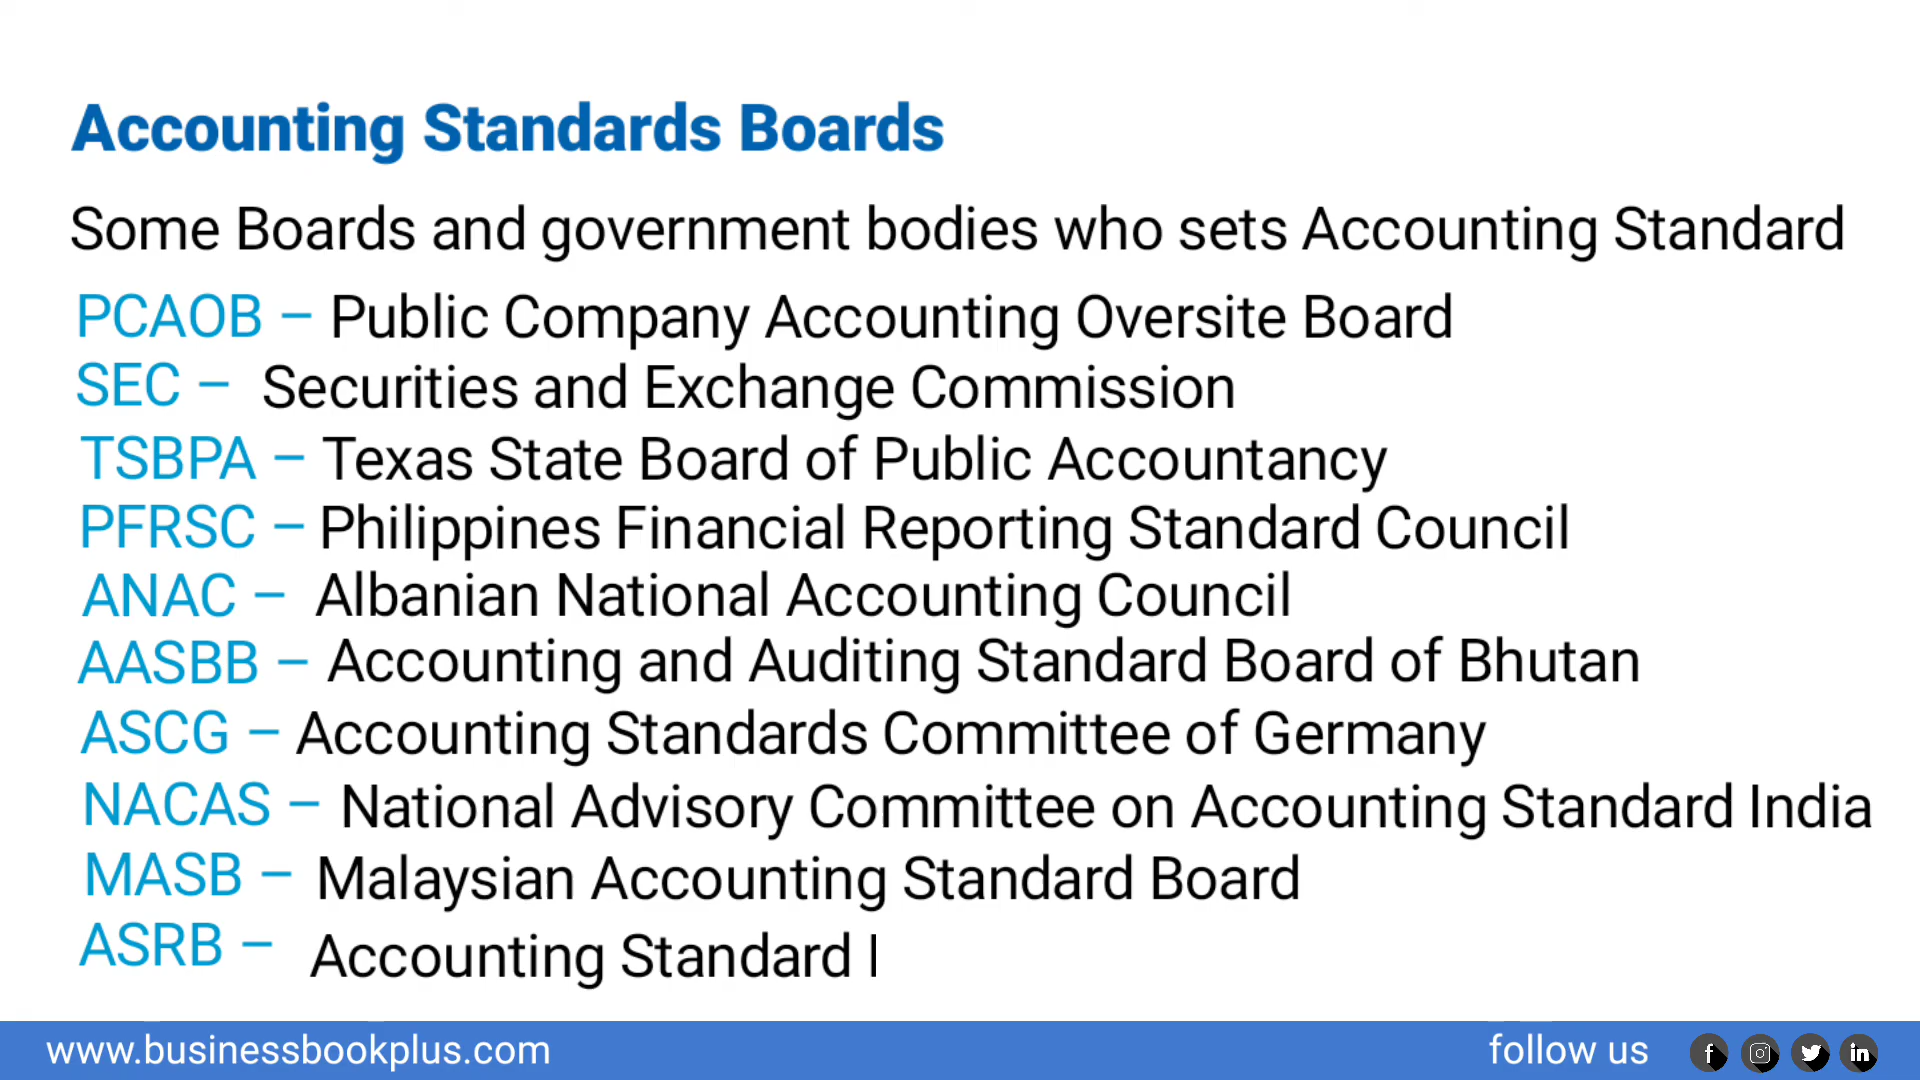 Accounting Standards Boards
Some Boards and government bodies who sets Accounting Standard
PCAOB – Public Company Accounting Oversite Board
SEC – Securities and Exchange Commission
TSBPA – Texas State Board of Public Accountancy
PFRSC – Philippines Financial Reporting Standard Council
ANAC – Albanian National Accounting Council
AASBB – Accounting and Auditing Standard Board of Bhutan
ASCG – Accounting Standards Committee of Germany
NACAS – National Advisory Committee on Accounting Standard India
MASB – Malaysian Accounting Standard Board
ASRB – Accounting Standard
www.businessbookplus.com follow us